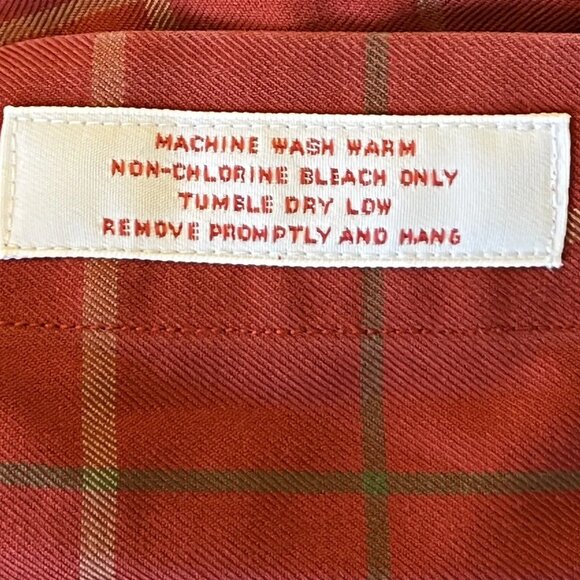 MACHINE WASH WARM
NON-CHLORINE BLEACH ONLY
TUMBLE DRY LOW
REMOVE PROMPTLY AND HANG